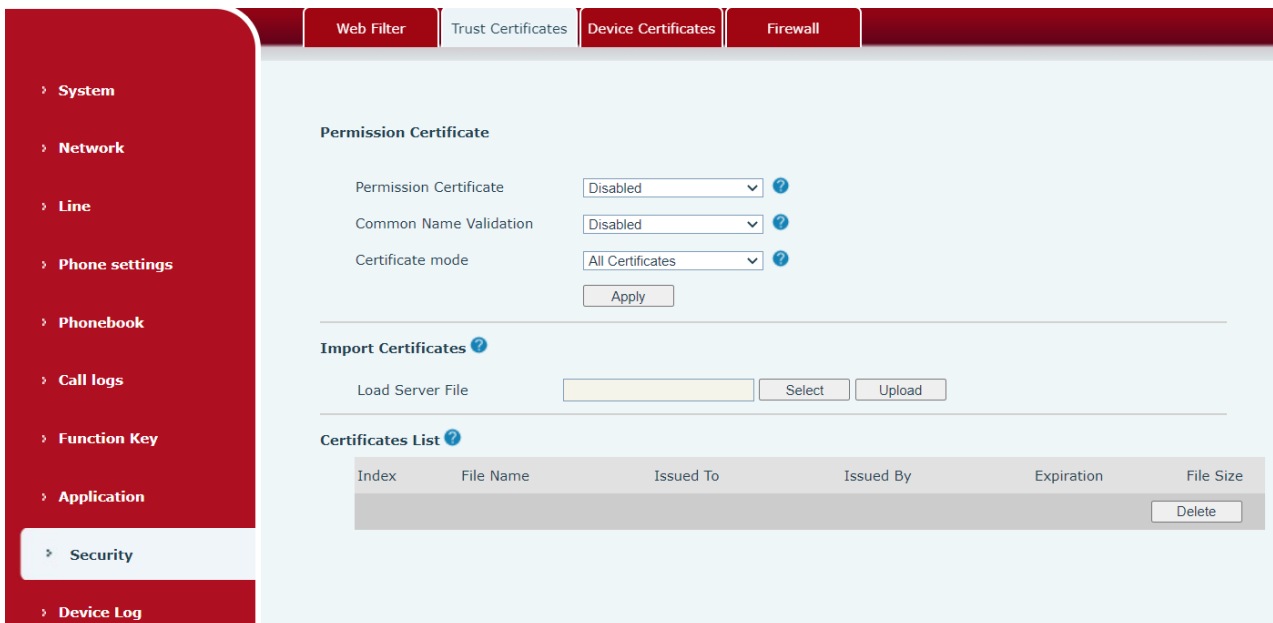 Web Filter Trust Certificates Device Certificates Firewall
System
Network
Line
Phone settings
Phonebook
Call logs
Function Key
Application
Security
Device Log
Permission Certificate
Permission Certificate Disabled ?
Common Name Validation Disabled ?
Certificate mode All Certificates ?
Apply
Import Certificates ?
Load Server File Select Upload
Certificates List ?
Index File Name Issued To Issued By Expiration File Size
Delete